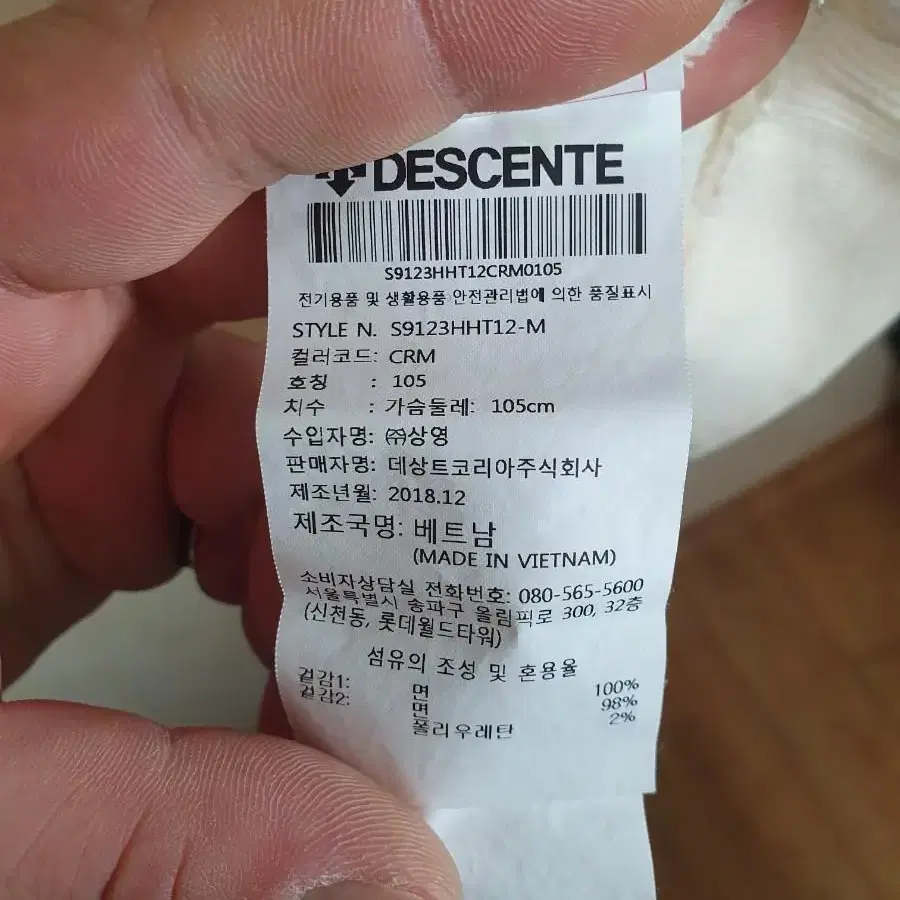 DESCENTE
S9123HHT12CRM0105
전기용품 및 생활용품 안전관리법에 의한 품질표시
STYLE N. S9123HHT12-M
컬러코드: CRM
호칭 : 105
치수 : 가슴둘레: 105cm
수입자명: ㈜상영
판매자명: 데상트코리아주식회사
제조년월: 2018.12
제조국명: 베트남
(MADE IN VIETNAM)
소비자상담실 전화번호: 080-565-5600
서울특별시 송파구 올림픽로 300, 32층
(신천동, 롯데월드타워)
섬유의 조성 및 혼용율
겉감1: 면 100%
겉감2: 면 98%
폴리우레탄 2%